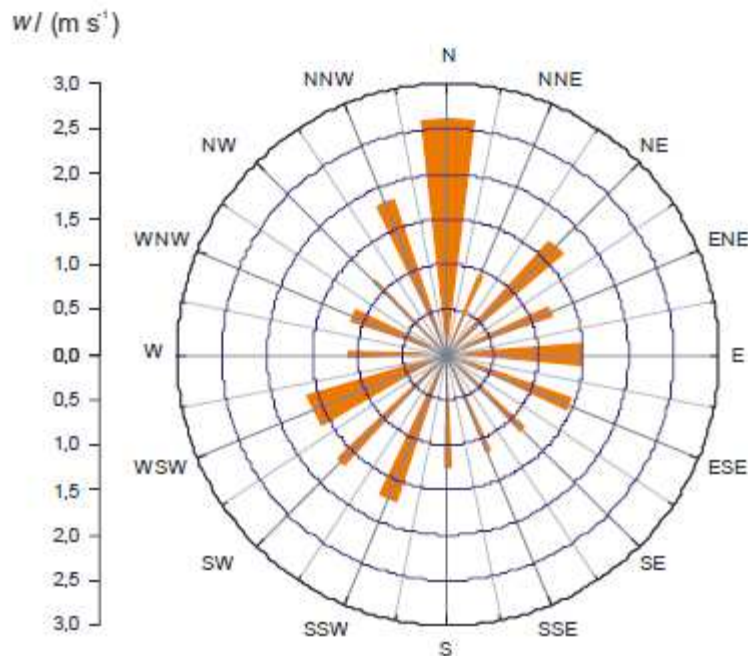 w/ (m s⁻¹)
3,0
2,5
2,0
1,5
1,0
0,5
0,0
0,5
1,0
1,5
2,0
2,5
3,0
N
NNE
NE
ENE
E
ESE
SE
SSE
S
SSW
SW
WSW
W
WNW
NW
NNW